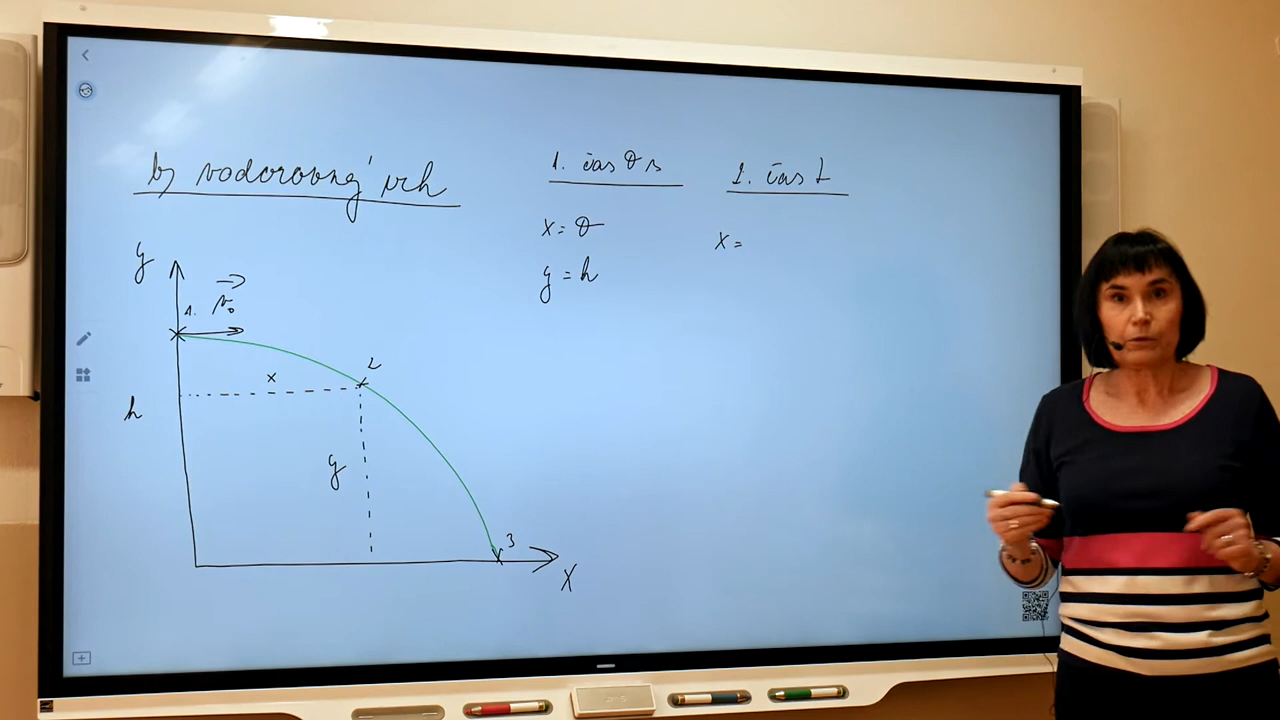 b) vodorovný vrh
1. čas 0 s
2. čas t
x = 0
x =
y = h
y
1. v₀
2
x
h
y
3
X